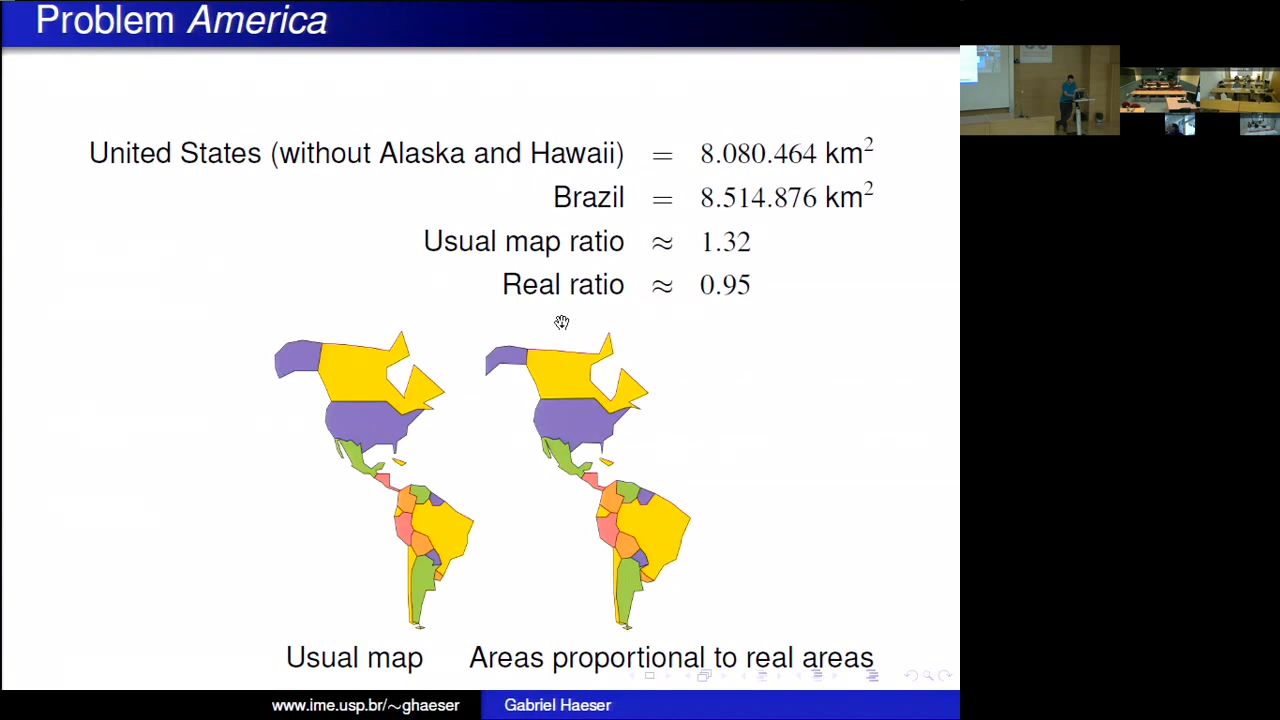 Problem America
United States (without Alaska and Hawaii) = 8.080.464 km²
Brazil = 8.514.876 km²
Usual map ratio ≈ 1.32
Real ratio ≈ 0.95
Usual map Areas proportional to real areas
www.ime.usp.br/~ghaeser Gabriel Haeser